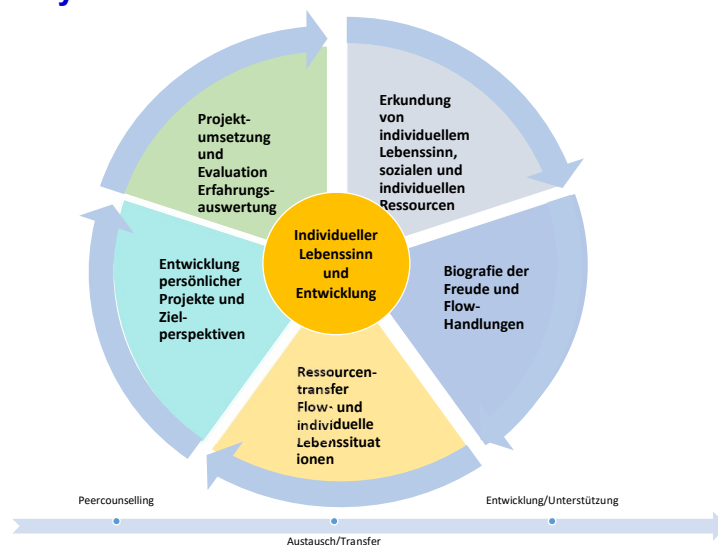 Projekt-
umsetzung
und
Evaluation
Erfahrungs-
auswertung
Erkundung
von
individuellem
Lebenssinn,
sozialen und
individuellen
Ressourcen
Individueller
Lebenssinn
und
Entwicklung
Entwicklung
persönlicher
Projekte und
Ziel-
perspektiven
Biografie der
Freude und
Flow-
Handlungen
Ressourcen-
transfer
Flow- und
individuelle
Lebenssituat
ionen
Peercounselling
Entwicklung/Unterstützung
Austausch/Transfer